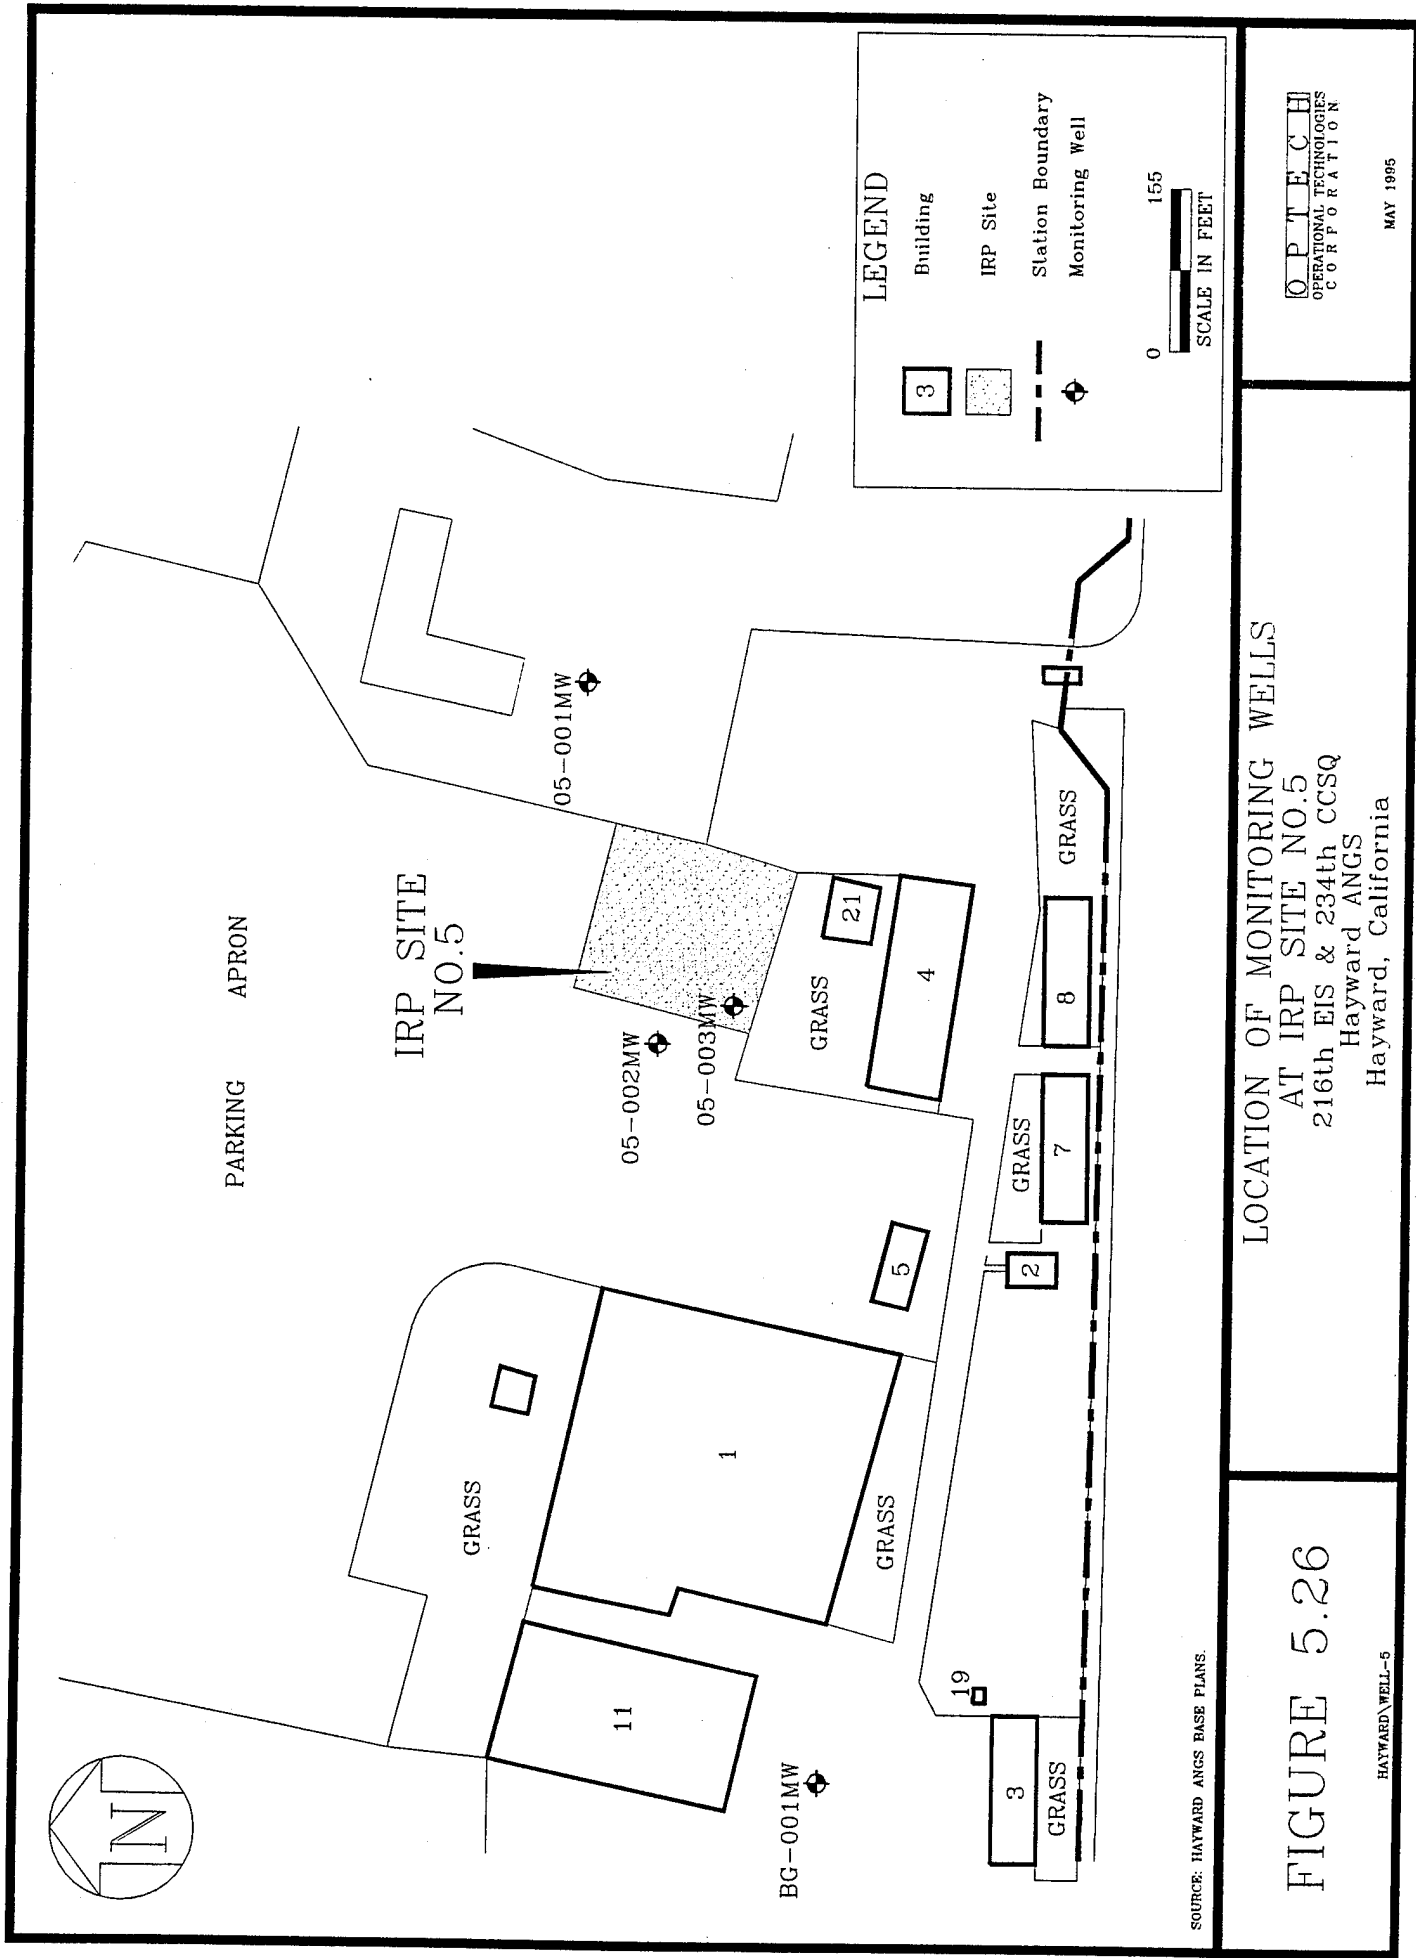 N
PARKING APRON
IRP SITE
NO.5
05-001MW
05-002MW
05-003MW
BG-001MW
GRASS
11
1
GRASS
5
GRASS
21
4
19
3
GRASS
2
GRASS
7
8
GRASS
LEGEND
3
Building
IRP Site
Station Boundary
Monitoring Well
0 155
SCALE IN FEET
SOURCE: HAYWARD ANGS BASE PLANS.
FIGURE 5.26
HAYWARD\WELL-5
LOCATION OF MONITORING WELLS
AT IRP SITE NO.5
216th EIS & 234th CCSQ
Hayward ANGS
Hayward, California
OPTECH
OPERATIONAL TECHNOLOGIES
CORPORATION
MAY 1995